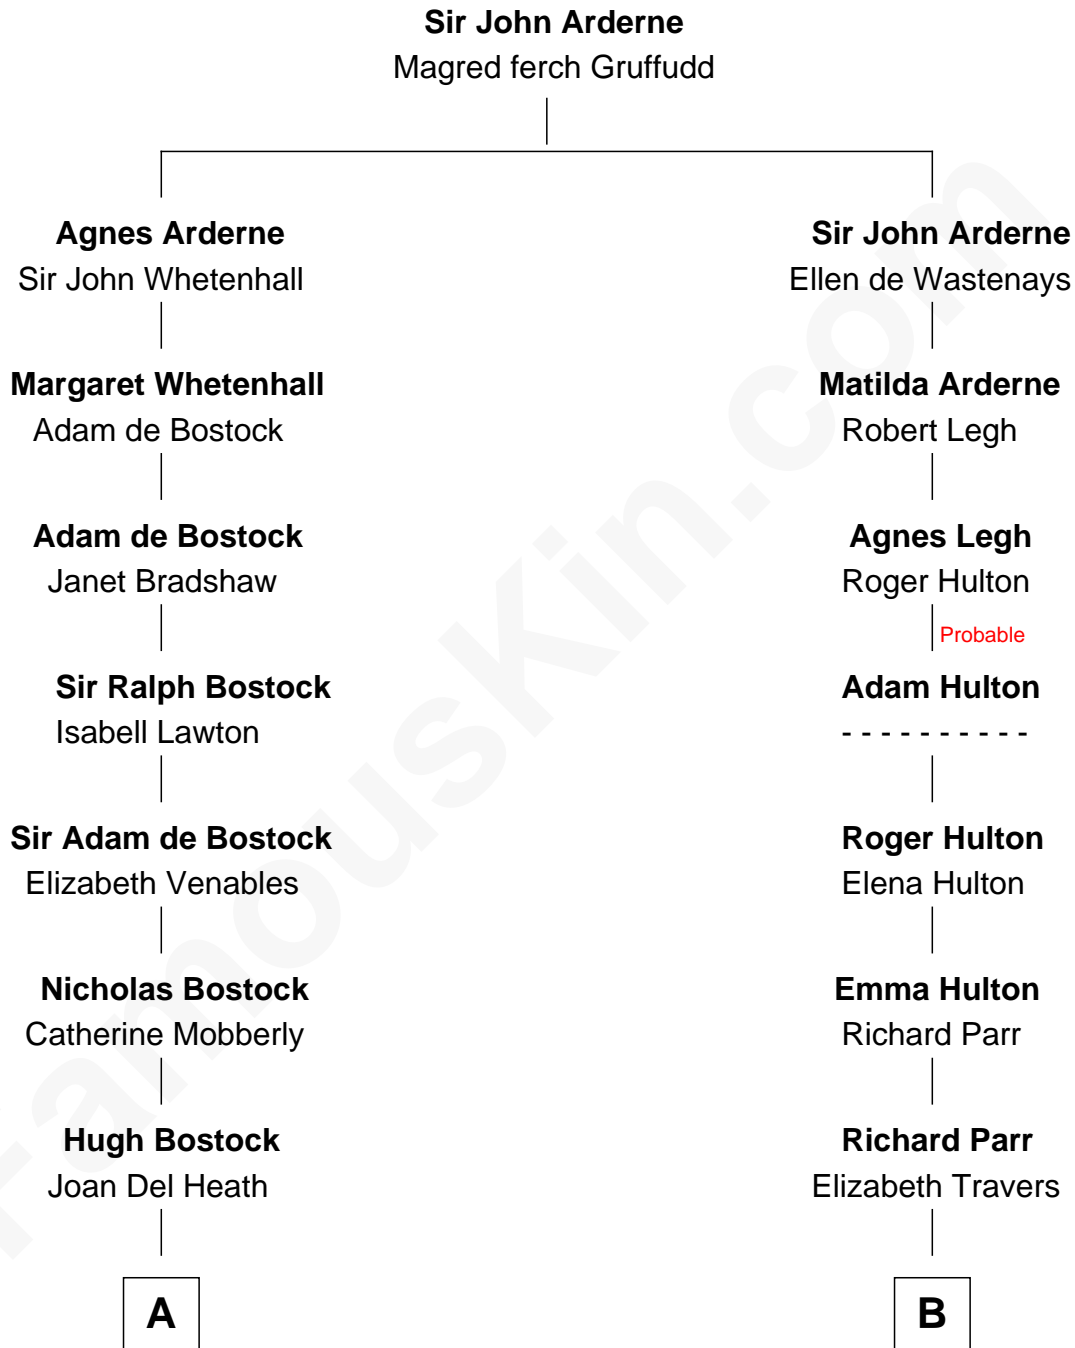 Sir John Arderne
Magred ferch Gruffudd
Agnes Arderne
Sir John Whetenhall
Sir John Arderne
Ellen de Wastenays
Margaret Whetenhall
Adam de Bostock
Matilda Arderne
Robert Legh
Adam de Bostock
Janet Bradshaw
Agnes Legh
Roger Hulton
Probable
Sir Ralph Bostock
Isabell Lawton
Adam Hulton
- - - - - - - - - -
Sir Adam de Bostock
Elizabeth Venables
Roger Hulton
Elena Hulton
Nicholas Bostock
Catherine Mobberly
Emma Hulton
Richard Parr
Hugh Bostock
Joan Del Heath
Richard Parr
Elizabeth Travers
A
B
FamousKin.com